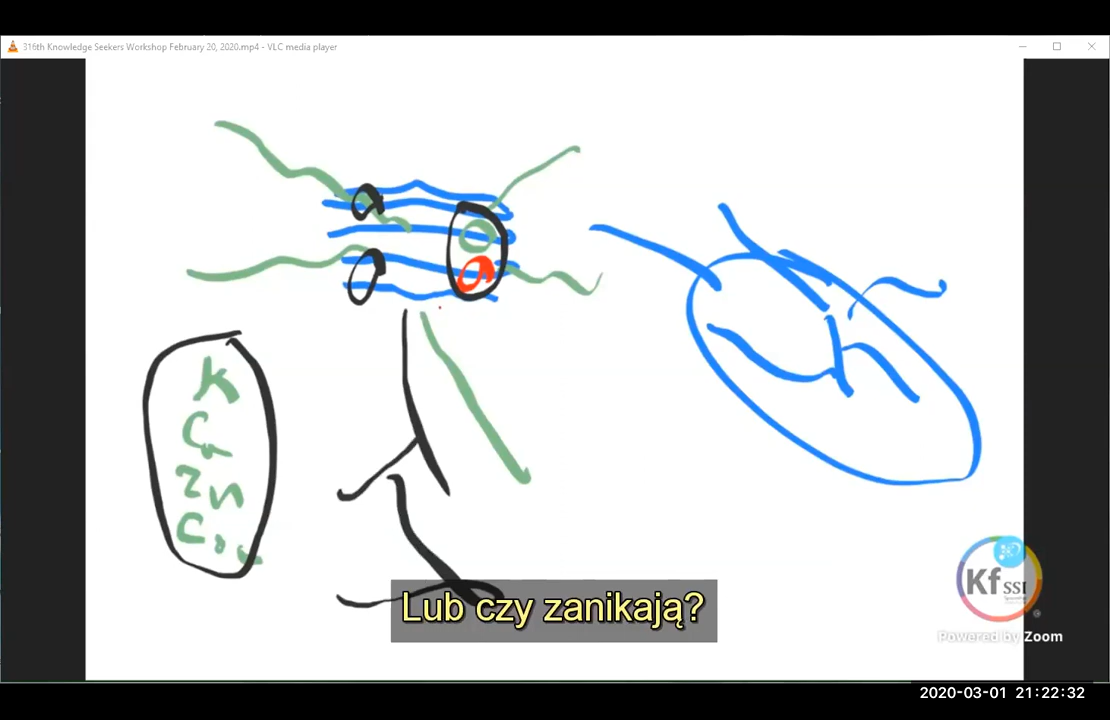 316th Knowledge Seekers Workshop February 20, 2020.mp4 - VLC media player
K
Zn
Lub czy zanikają?
Kf SSI
Powered by Zoom
2020-03-01 21:22:32